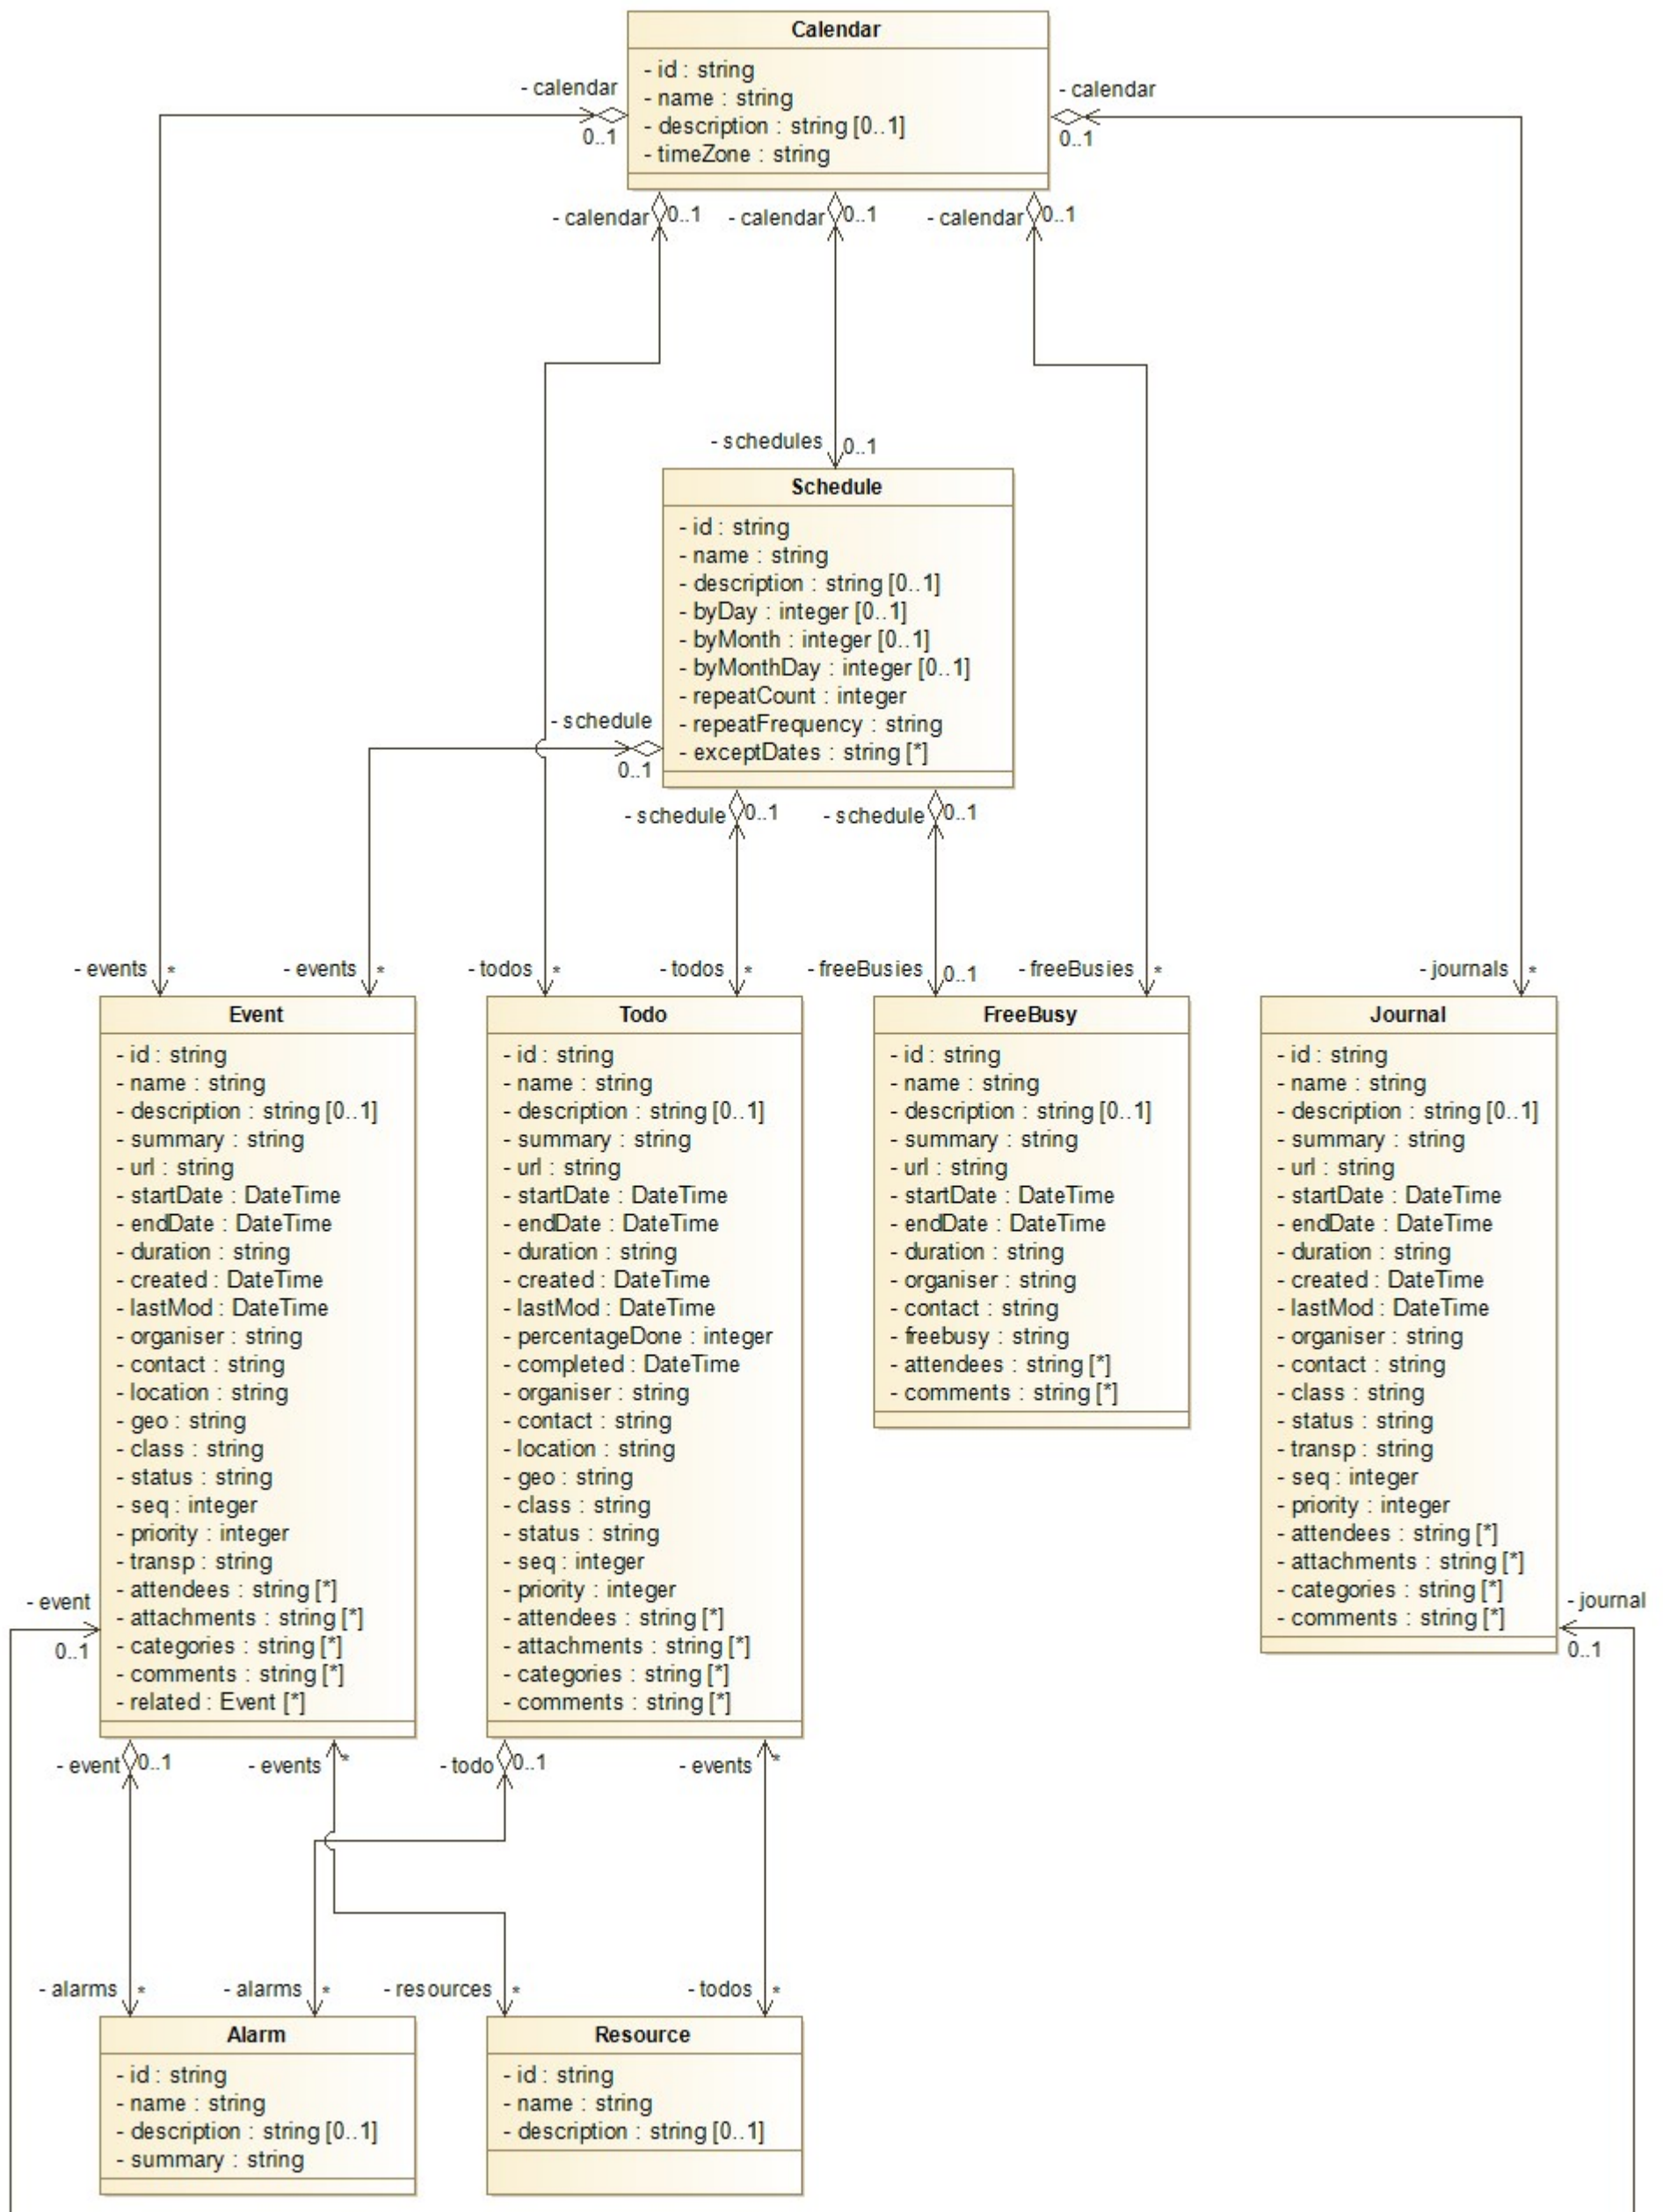 Calendar
- id : string
- name : string
- description : string [0..1]
- timeZone : string
- calendar
0..1
- calendar
0..1
- calendar 0..1
- calendar 0..1
- calendar 0..1
- schedules 0..1
Schedule
- id : string
- name : string
- description : string [0..1]
- byDay : integer [0..1]
- byMonth : integer [0..1]
- byMonthDay : integer [0..1]
- repeatCount : integer
- repeatFrequency : string
- exceptDates : string [*]
- schedule
0..1
- schedule 0..1
- schedule 0..1
- events *
- events *
- todos *
- todos *
- freeBusies 0..1
- freeBusies *
- journals *
Event
- id : string
- name : string
- description : string [0..1]
- summary : string
- url : string
- startDate : DateTime
- endDate : DateTime
- duration : string
- created : DateTime
- lastMod : DateTime
- organiser : string
- contact : string
- location : string
- geo : string
- class : string
- status : string
- seq : integer
- priority : integer
- transp : string
- attendees : string [*]
- attachments : string [*]
- categories : string [*]
- comments : string [*]
- related : Event [*]
Todo
- id : string
- name : string
- description : string [0..1]
- summary : string
- url : string
- startDate : DateTime
- endDate : DateTime
- duration : string
- created : DateTime
- lastMod : DateTime
- percentageDone : integer
- completed : DateTime
- organiser : string
- contact : string
- location : string
- geo : string
- class : string
- status : string
- seq : integer
- priority : integer
- attendees : string [*]
- attachments : string [*]
- categories : string [*]
- comments : string [*]
FreeBusy
- id : string
- name : string
- description : string [0..1]
- summary : string
- url : string
- startDate : DateTime
- endDate : DateTime
- duration : string
- organiser : string
- contact : string
- freebusy : string
- attendees : string [*]
- comments : string [*]
Journal
- id : string
- name : string
- description : string [0..1]
- summary : string
- url : string
- startDate : DateTime
- endDate : DateTime
- duration : string
- created : DateTime
- lastMod : DateTime
- organiser : string
- contact : string
- class : string
- status : string
- transp : string
- seq : integer
- priority : integer
- attendees : string [*]
- attachments : string [*]
- categories : string [*]
- comments : string [*]
- event
0..1
- journal
0..1
- event 0..1
- events *
- todo 0..1
- events *
- alarms *
- alarms *
- resources *
- todos *
Alarm
- id : string
- name : string
- description : string [0..1]
- summary : string
Resource
- id : string
- name : string
- description : string [0..1]